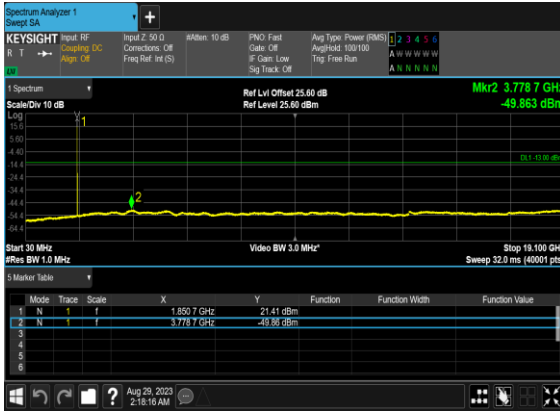 Spectrum Analyzer 1
Swept SA
+
KEYSIGHT Input: RF Input Z: 50 Ω #Atten: 10 dB PNO: Fast Avg Type: Power (RMS) 1 2 3 4 5 6
R T Coupling: DC Corrections: Off Gate: Off Avg|Hold: 100/100 A W W W W W
Align: Off Freq Ref: Int (S) IF Gain: Low Trig: Free Run
Sig Track: Off A N N N N N
1 Spectrum
Scale/Div 10 dB
Ref Lvl Offset 25.60 dB
Ref Level 25.60 dBm
Mkr2 3.778 7 GHz
-49.863 dBm
Log
15.6
5.60
-4.40
-14.4
-24.4
-34.4
-44.4
-54.4
-64.4
1
2
DL1 -13.00 dBm
Start 30 MHz Video BW 3.0 MHz* Stop 19.100 GH
#Res BW 1.0 MHz Sweep 32.0 ms (40001 pts
5 Marker Table
Mode Trace Scale X Y Function Function Width Function Value
1 N 1 f 1.850 7 GHz 21.41 dBm
2 N 1 f 3.778 7 GHz -49.86 dBm
3
4
5
6
? Aug 29, 2023
2:18:16 AM